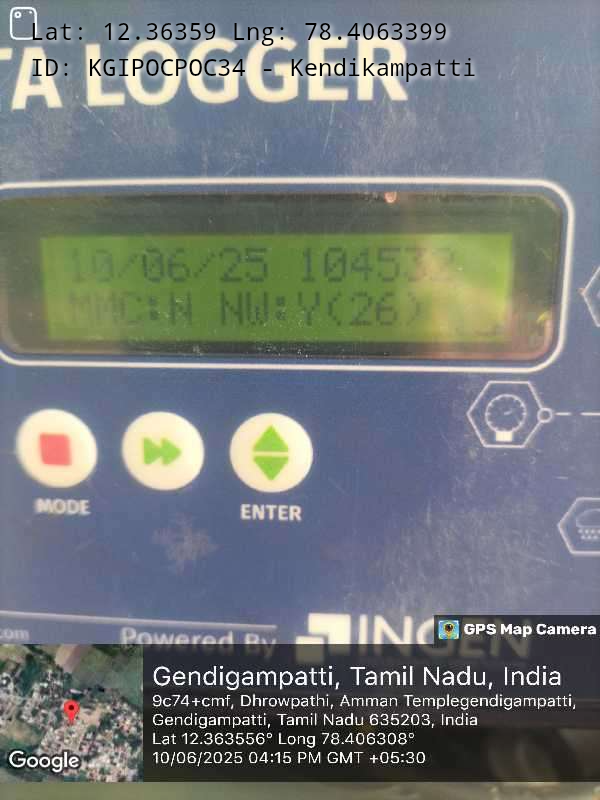 Lat: 12.36359 Lng: 78.4063399
ID: KGIPOCPOC34 - Kendikampatti
TA LOGGER
10/06/25 104532
MMC:N NW:Y(26)
MODE
ENTER
.com
Powered By
INGEN
GPS Map Camera
Gendigampatti, Tamil Nadu, India
9c74+cmf, Dhrowpathi, Amman Templegendigampatti,
Gendigampatti, Tamil Nadu 635203, India
Lat 12.363556° Long 78.406308°
10/06/2025 04:15 PM GMT +05:30
Google